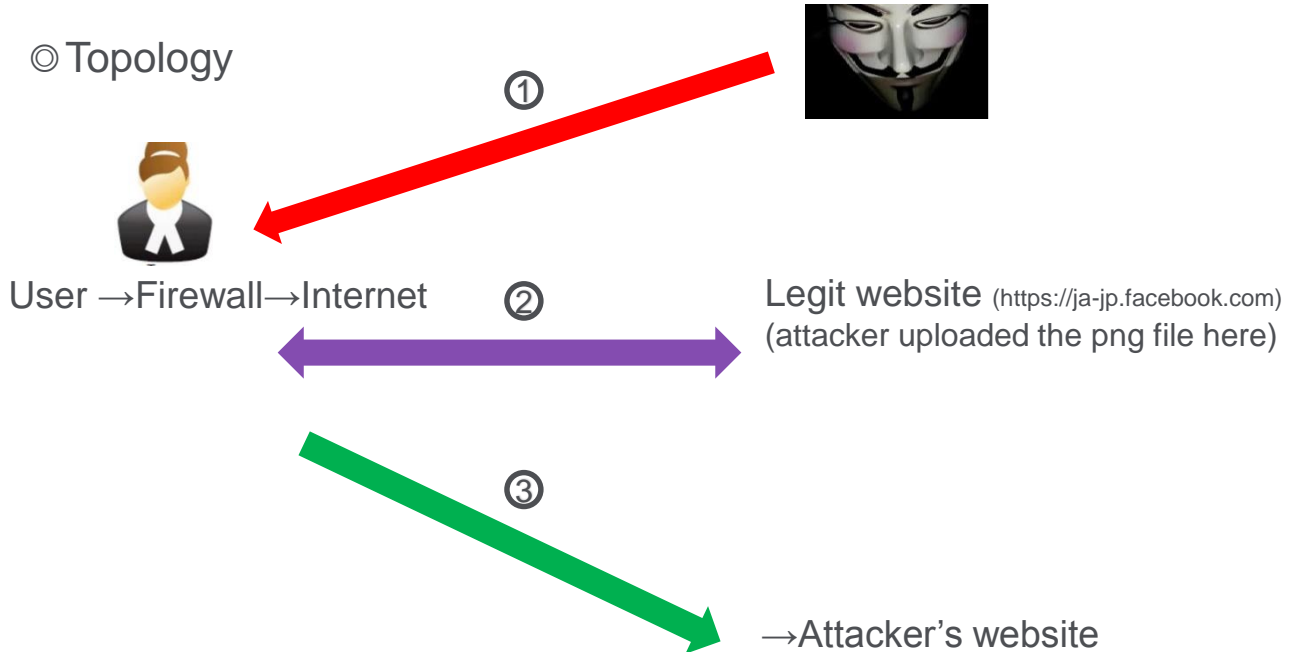 ◎ Topology
①
User →Firewall→Internet
②
Legit website (https://ja-jp.facebook.com)
(attacker uploaded the png file here)
③
→Attacker’s website